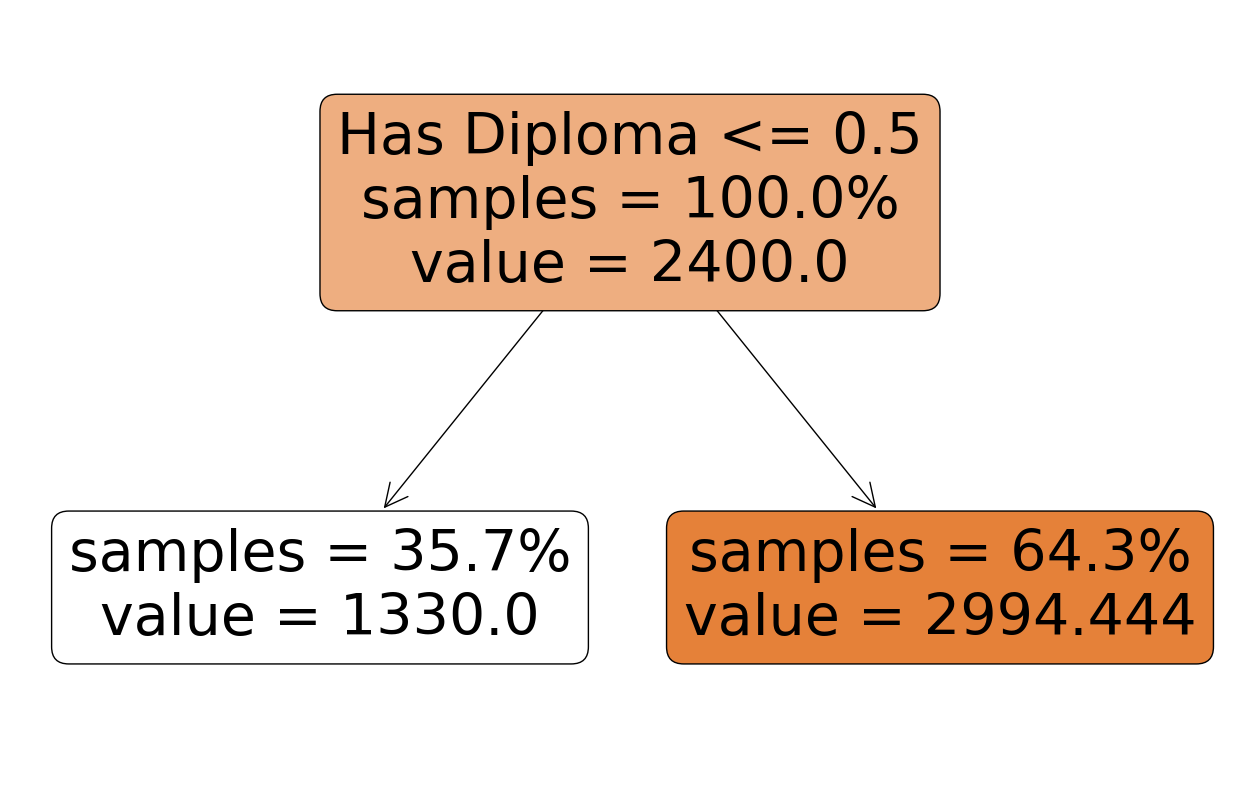 Has Diploma <= 0.5
samples = 100.0%
value = 2400.0
samples = 35.7%
value = 1330.0
samples = 64.3%
value = 2994.444